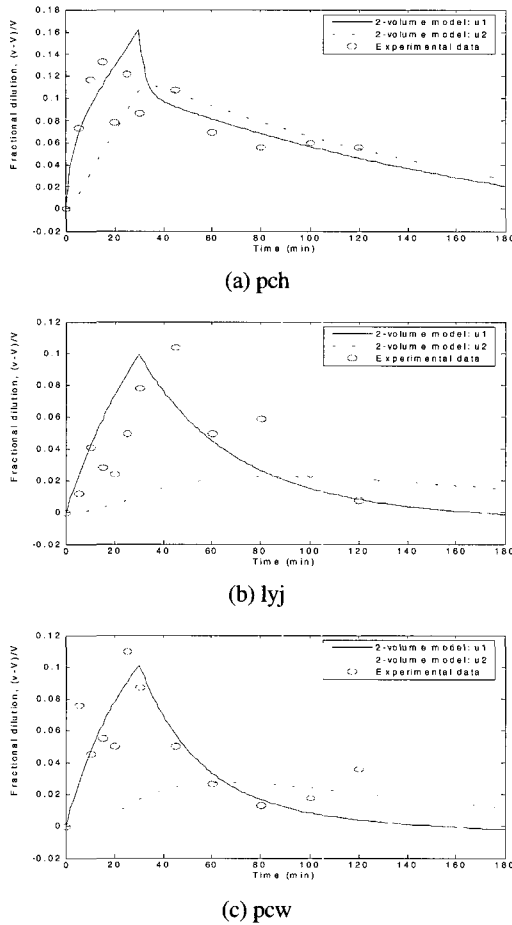 0.18
0.16
0.14
0.12
0.1
0.08
0.06
0.04
0.02
0
-0.02
Fractional dilution, (v-V)/V
2-volume model: u1
2-volume model: u2
Experimental data
0 20 40 60 80 100 120 140 160 180
Time (min)
(a) pch
0.12
0.1
0.08
0.06
0.04
0.02
0
-0.02
Fractional dilution, (v-V)/V
2-volume model: u1
2-volume model: u2
Experimental data
0 20 40 60 80 100 120 140 160 180
Time (min)
(b) lyj
0.12
0.1
0.08
0.06
0.04
0.02
0
-0.02
Fractional dilution, (v-V)/V
2-volume model: u1
2-volume model: u2
Experimental data
0 20 40 60 80 100 120 140 160 180
Time (min)
(c) pcw